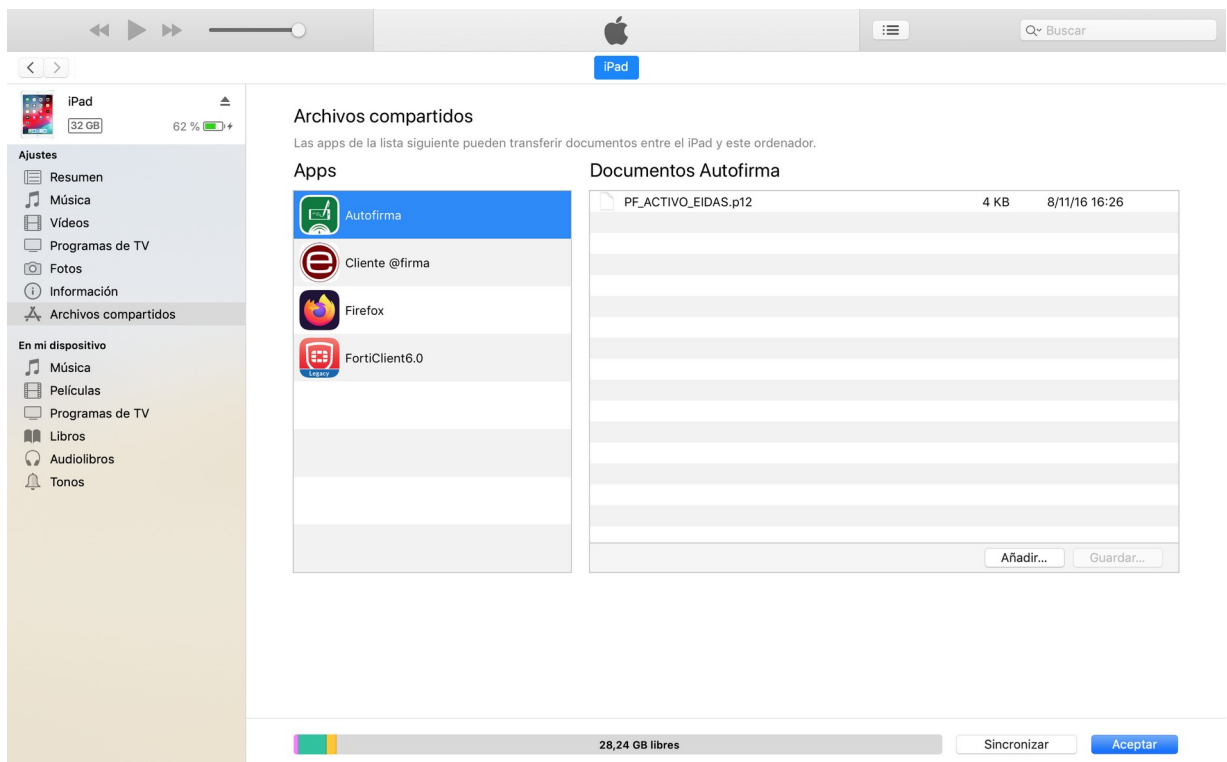 Buscar
iPad
iPad
32 GB 62 %
Ajustes
Resumen
Música
Vídeos
Programas de TV
Fotos
Información
Archivos compartidos
En mi dispositivo
Música
Películas
Programas de TV
Libros
Audiolibros
Tonos
Archivos compartidos
Las apps de la lista siguiente pueden transferir documentos entre el iPad y este ordenador.
Apps
Autofirma
Cliente @firma
Firefox
Legacy
FortiClient6.0
Documentos Autofirma
PF_ACTIVO_EIDAS.p12 4 KB 8/11/16 16:26
Añadir... Guardar...
28,24 GB libres
Sincronizar Aceptar